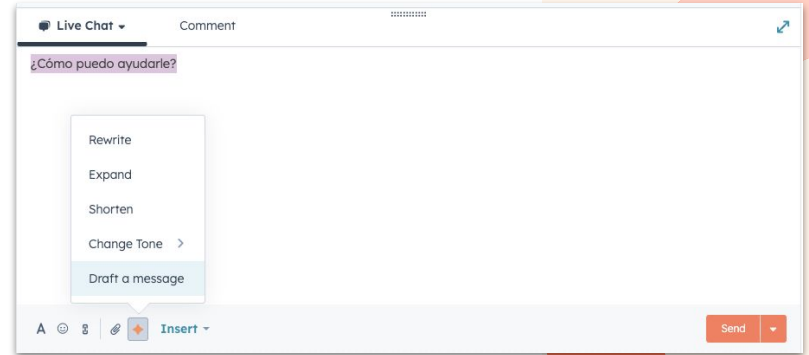 Live Chat
Comment
¿Cómo puedo ayudarle?
Rewrite
Expand
Shorten
Change Tone
Draft a message
A
Insert
Send